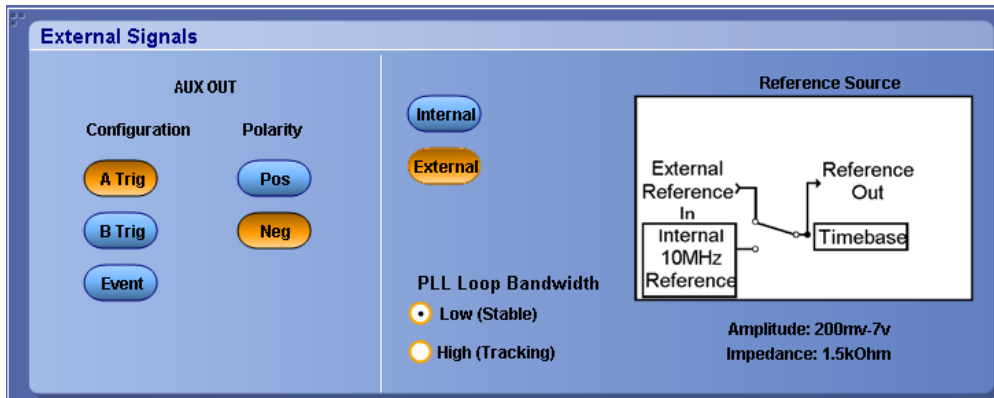 External Signals
AUX OUT
Configuration
Polarity
A Trig
Pos
B Trig
Neg
Event
Internal
External
PLL Loop Bandwidth
Low (Stable)
High (Tracking)
Reference Source
External
Reference
In
Reference
Out
Internal
10MHz
Reference
Timebase
Amplitude: 200mv-7v
Impedance: 1.5kOhm